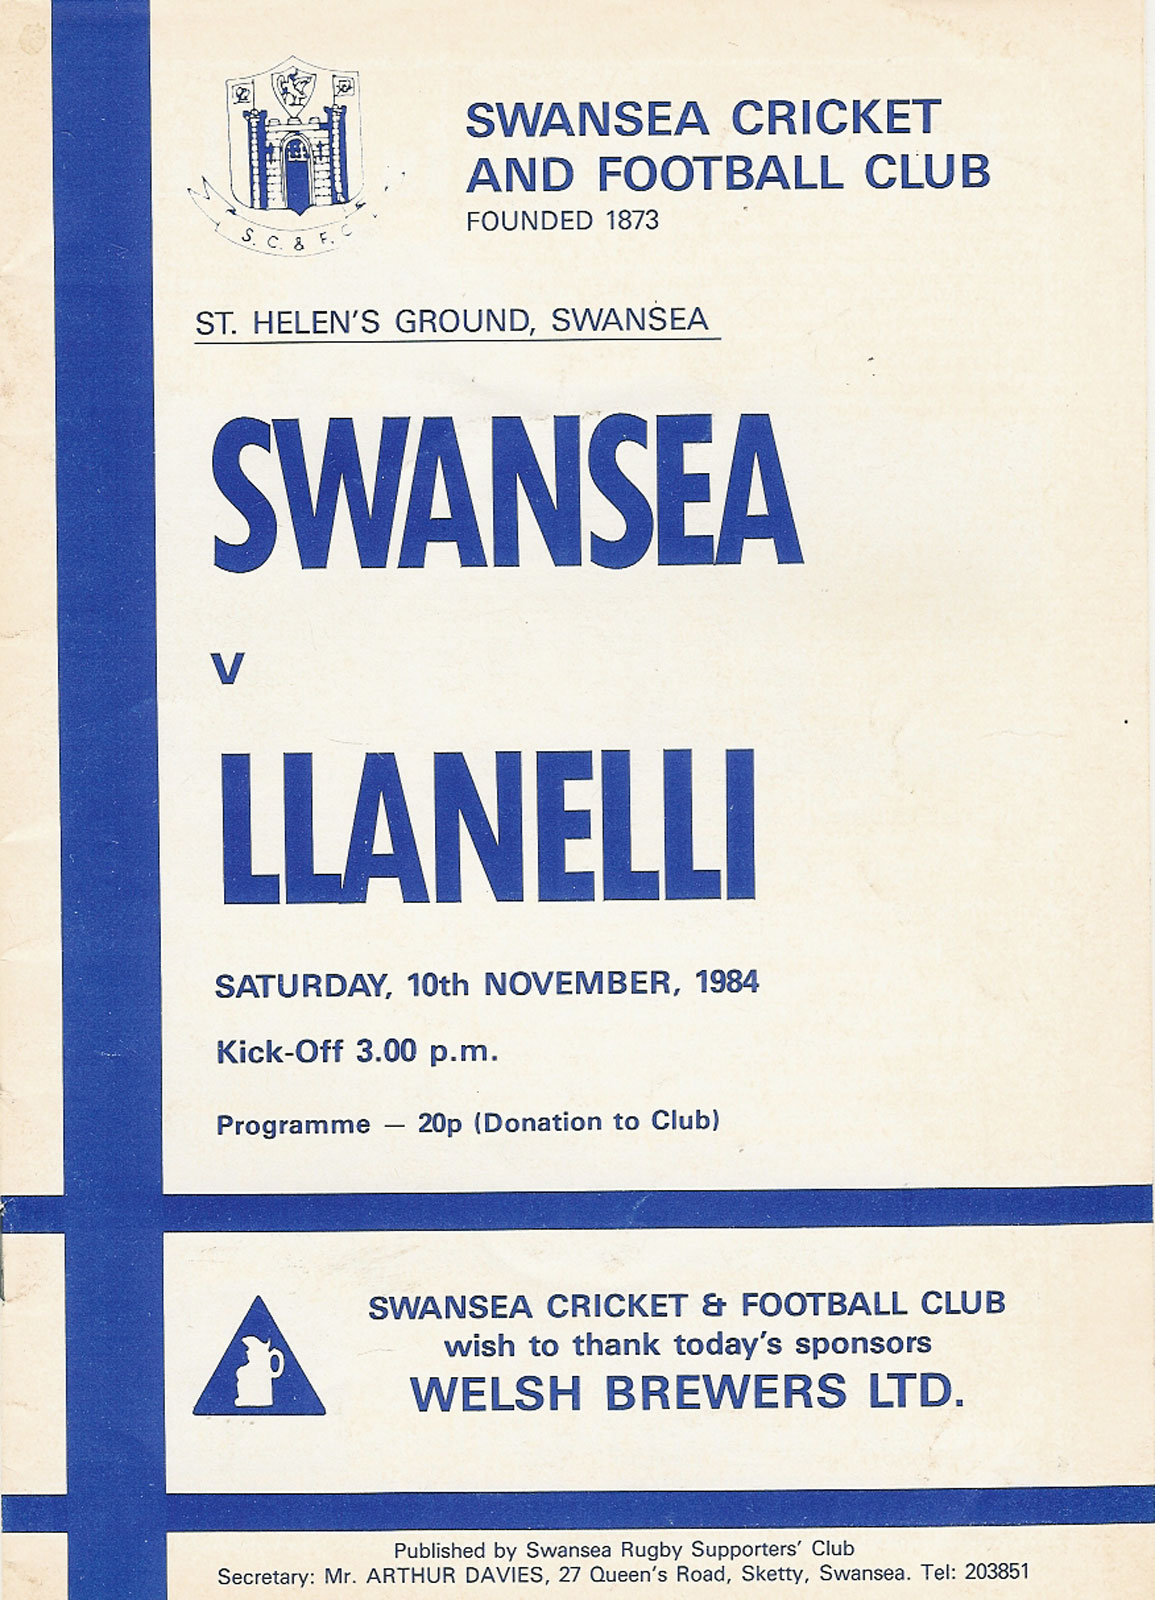 S. C. & F. C
SWANSEA CRICKET
AND FOOTBALL CLUB
FOUNDED 1873
ST. HELEN'S GROUND, SWANSEA
SWANSEA
v
LLANELLI
SATURDAY, 10th NOVEMBER, 1984
Kick-Off 3.00 p.m.
Programme — 20p (Donation to Club)
SWANSEA CRICKET & FOOTBALL CLUB
wish to thank today's sponsors
WELSH BREWERS LTD.
Published by Swansea Rugby Supporters' Club
Secretary: Mr. ARTHUR DAVIES, 27 Queen's Road, Sketty, Swansea. Tel: 203851